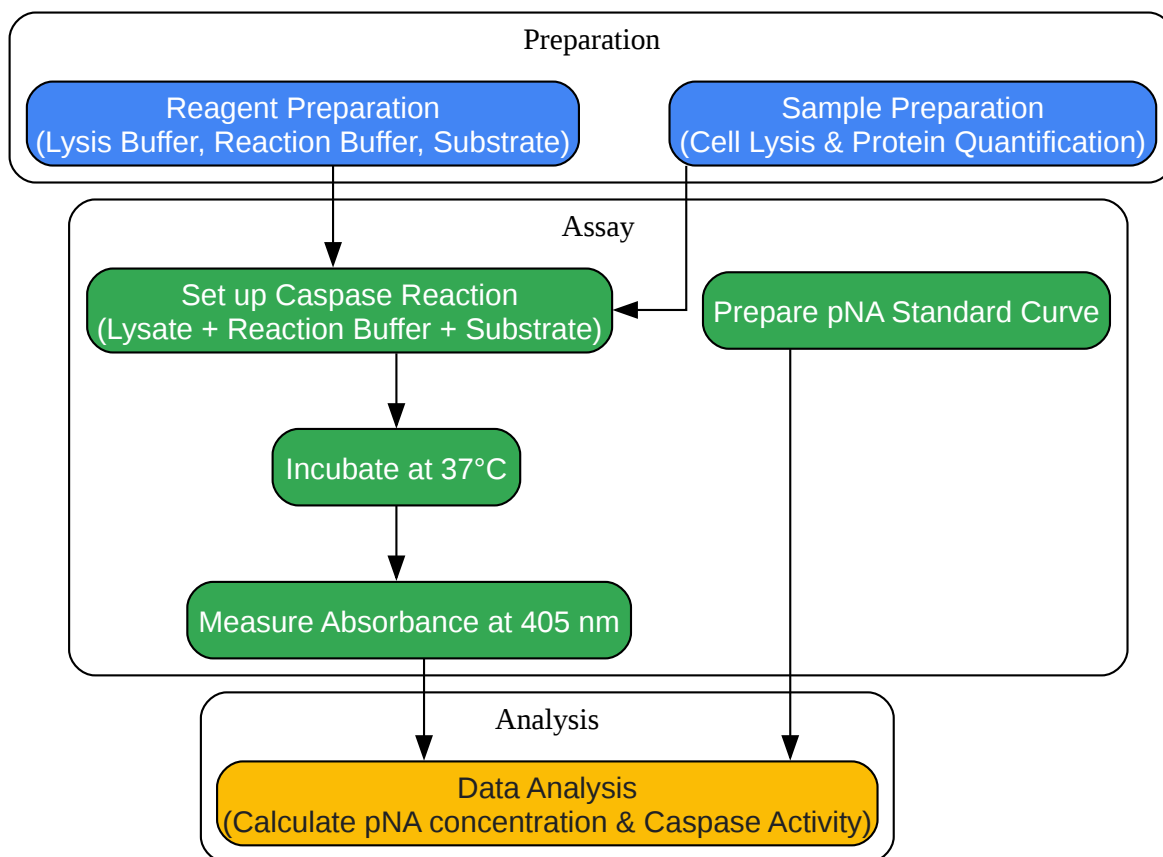 Preparation
Reagent Preparation
(Lysis Buffer, Reaction Buffer, Substrate)
Sample Preparation
(Cell Lysis & Protein Quantification)
Assay
Set up Caspase Reaction
(Lysate + Reaction Buffer + Substrate)
Prepare pNA Standard Curve
Incubate at 37°C
Measure Absorbance at 405 nm
Analysis
Data Analysis
(Calculate pNA concentration & Caspase Activity)